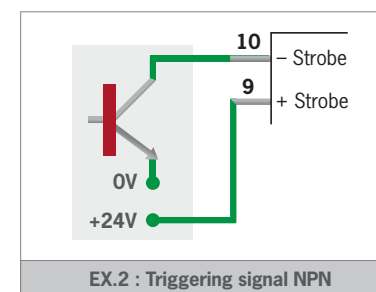 10
– Strobe
9
+ Strobe
0V
+24V
EX.2 : Triggering signal NPN